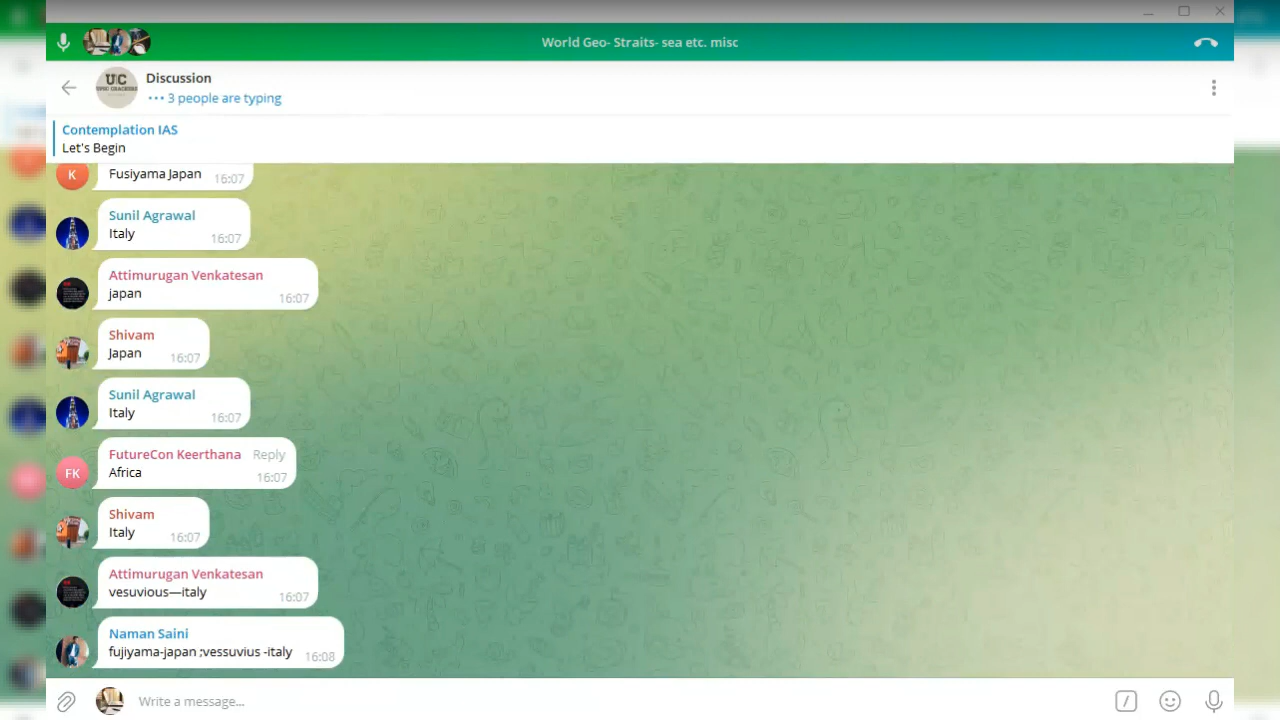 World Geo- Straits- sea etc. misc
UC
UPSC CRACKERS
Discussion
3 people are typing
Contemplation IAS
Let's Begin
K
Fusiyama Japan 16:07
Sunil Agrawal
Italy 16:07
Attimurugan Venkatesan
japan 16:07
Shivam
Japan 16:07
Sunil Agrawal
Italy 16:07
FutureCon Keerthana Reply
FK
Africa 16:07
Shivam
Italy 16:07
Attimurugan Venkatesan
vesuvious—italy 16:07
Naman Saini
fujiyama-japan ;vessuvius -italy 16:08
Write a message...